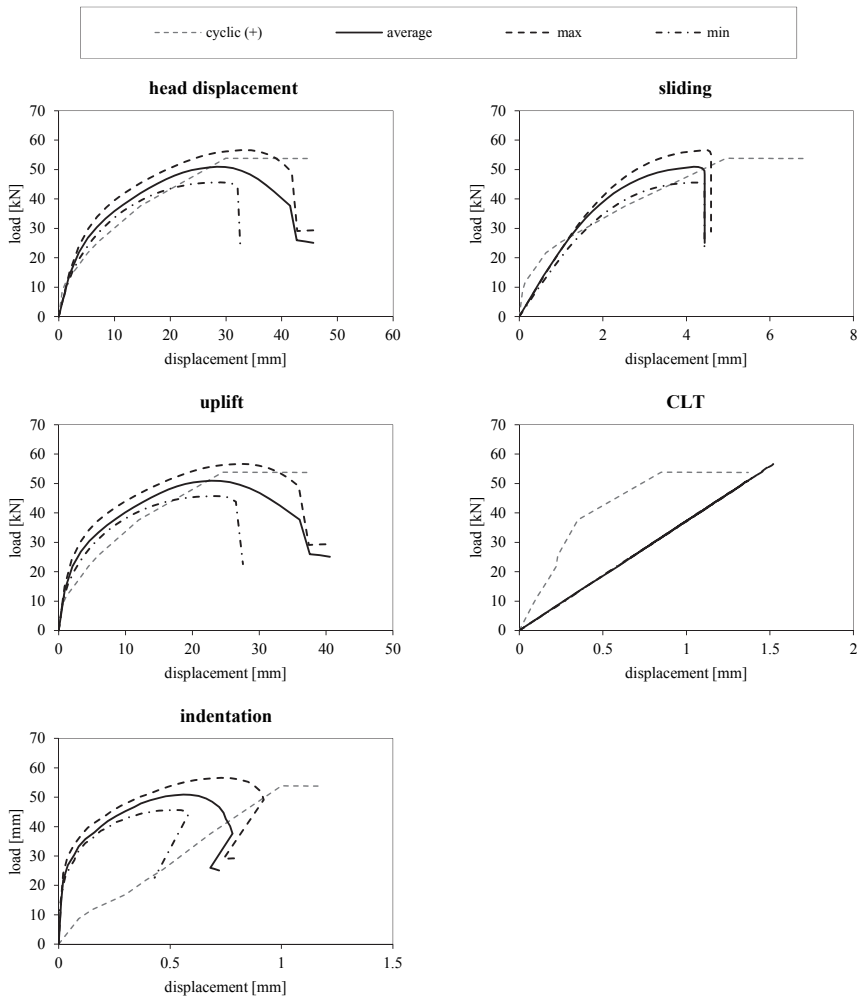 cyclic (+) average max min
head displacement
70
60
50
40
30
20
10
0
load [kN]
0 10 20 30 40 50 60
displacement [mm]
sliding
70
60
50
40
30
20
10
0
load [kN]
0 2 4 6 8
displacement [mm]
uplift
70
60
50
40
30
20
10
0
load [kN]
0 10 20 30 40 50
displacement [mm]
CLT
70
60
50
40
30
20
10
0
load [kN]
0 0.5 1 1.5 2
displacement [mm]
indentation
70
60
50
40
30
20
10
0
load [mm]
0 0.5 1 1.5
displacement [mm]